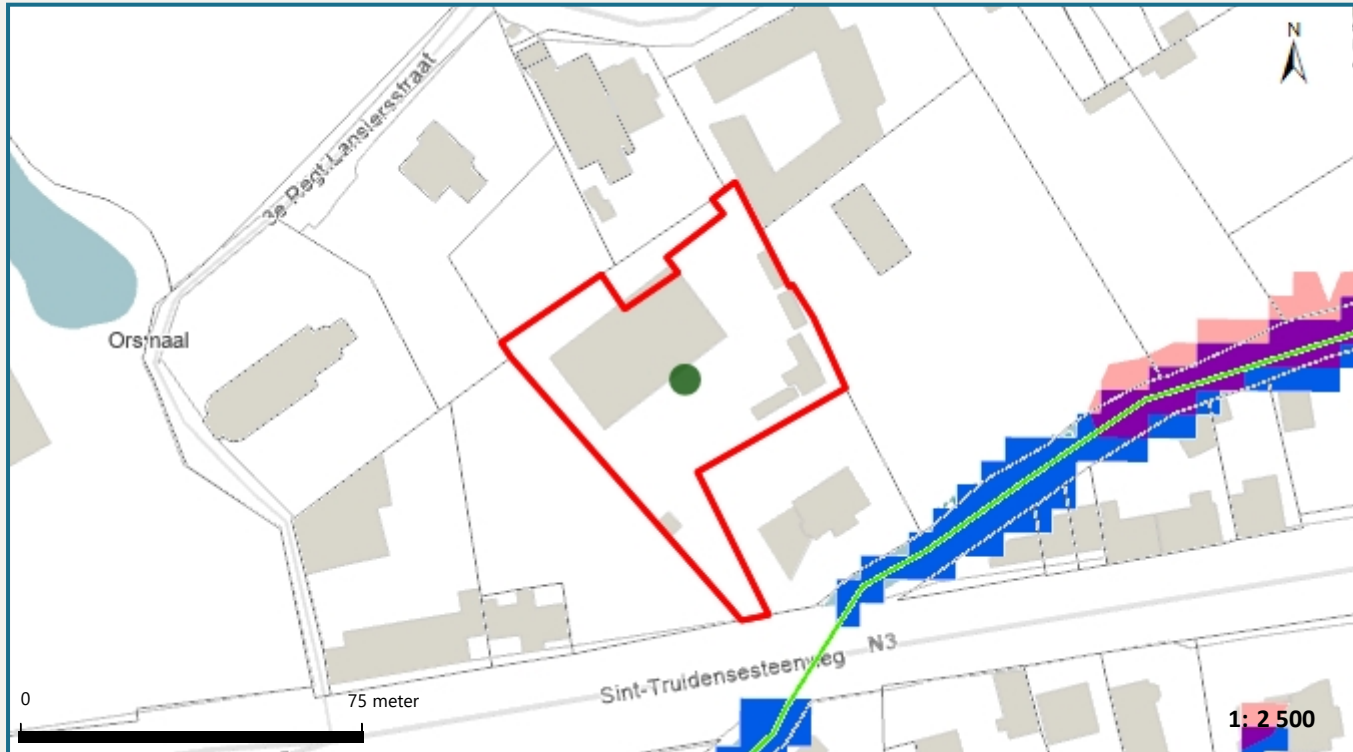 N
3e Regt Lansiersstraat
Orsmaal
Sint-Truidensesteenweg N3
0
75 meter
1: 2 500